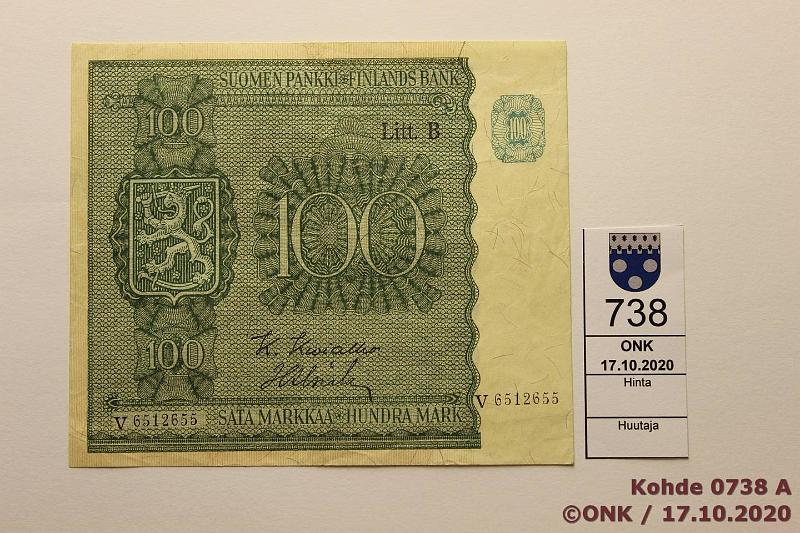 SUOMEN PANKKI FINLANDS BANK
100
Litt. B
100
100
100
V 6512655
SATA MARKKAA HUNDRA MARK
V 6512655
738
ONK
17.10.2020
Hinta
Huutaja
Kohde 0738 A
©ONK / 17.10.2020